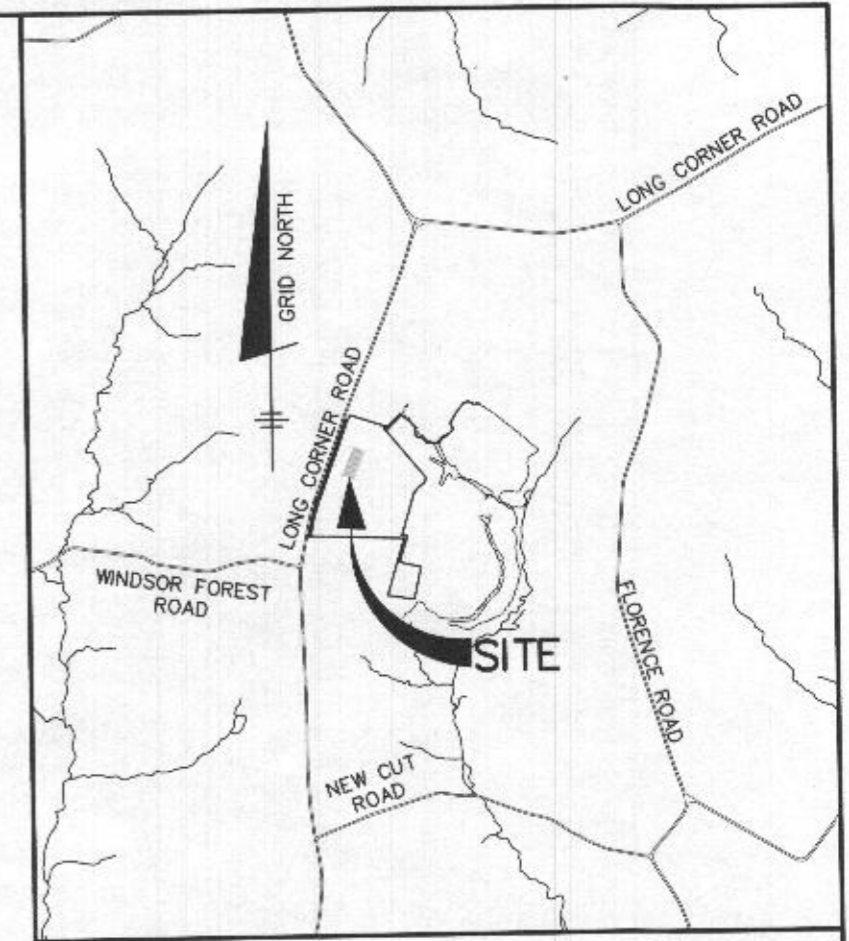 LONG CORNER ROAD
GRID NORTH
LONG CORNER ROAD
WINDSOR FOREST
ROAD
FLORENCE ROAD
SITE
NEW CUT
ROAD